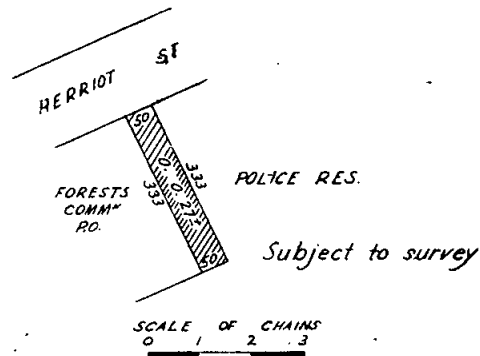 HERRIOT ST
50
333
0.0.27±
333
POLICE RES.
FORESTS
COMMN
P.O.
50
Subject to survey
SCALE OF CHAINS
0 1 2 3